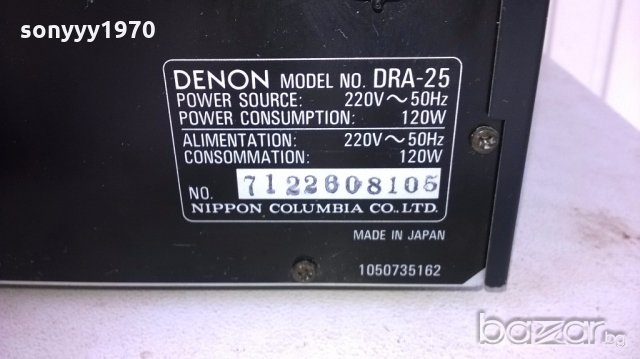 sonyyy1970
DENON MODEL NO. DRA-25
POWER SOURCE: 220V~50Hz
POWER CONSUMPTION: 120W
ALIMENTATION: 220V~50Hz
CONSOMMATION: 120W
NO. 7122608105
NIPPON COLUMBIA CO., LTD.
MADE IN JAPAN
1050735162
bazar.bg